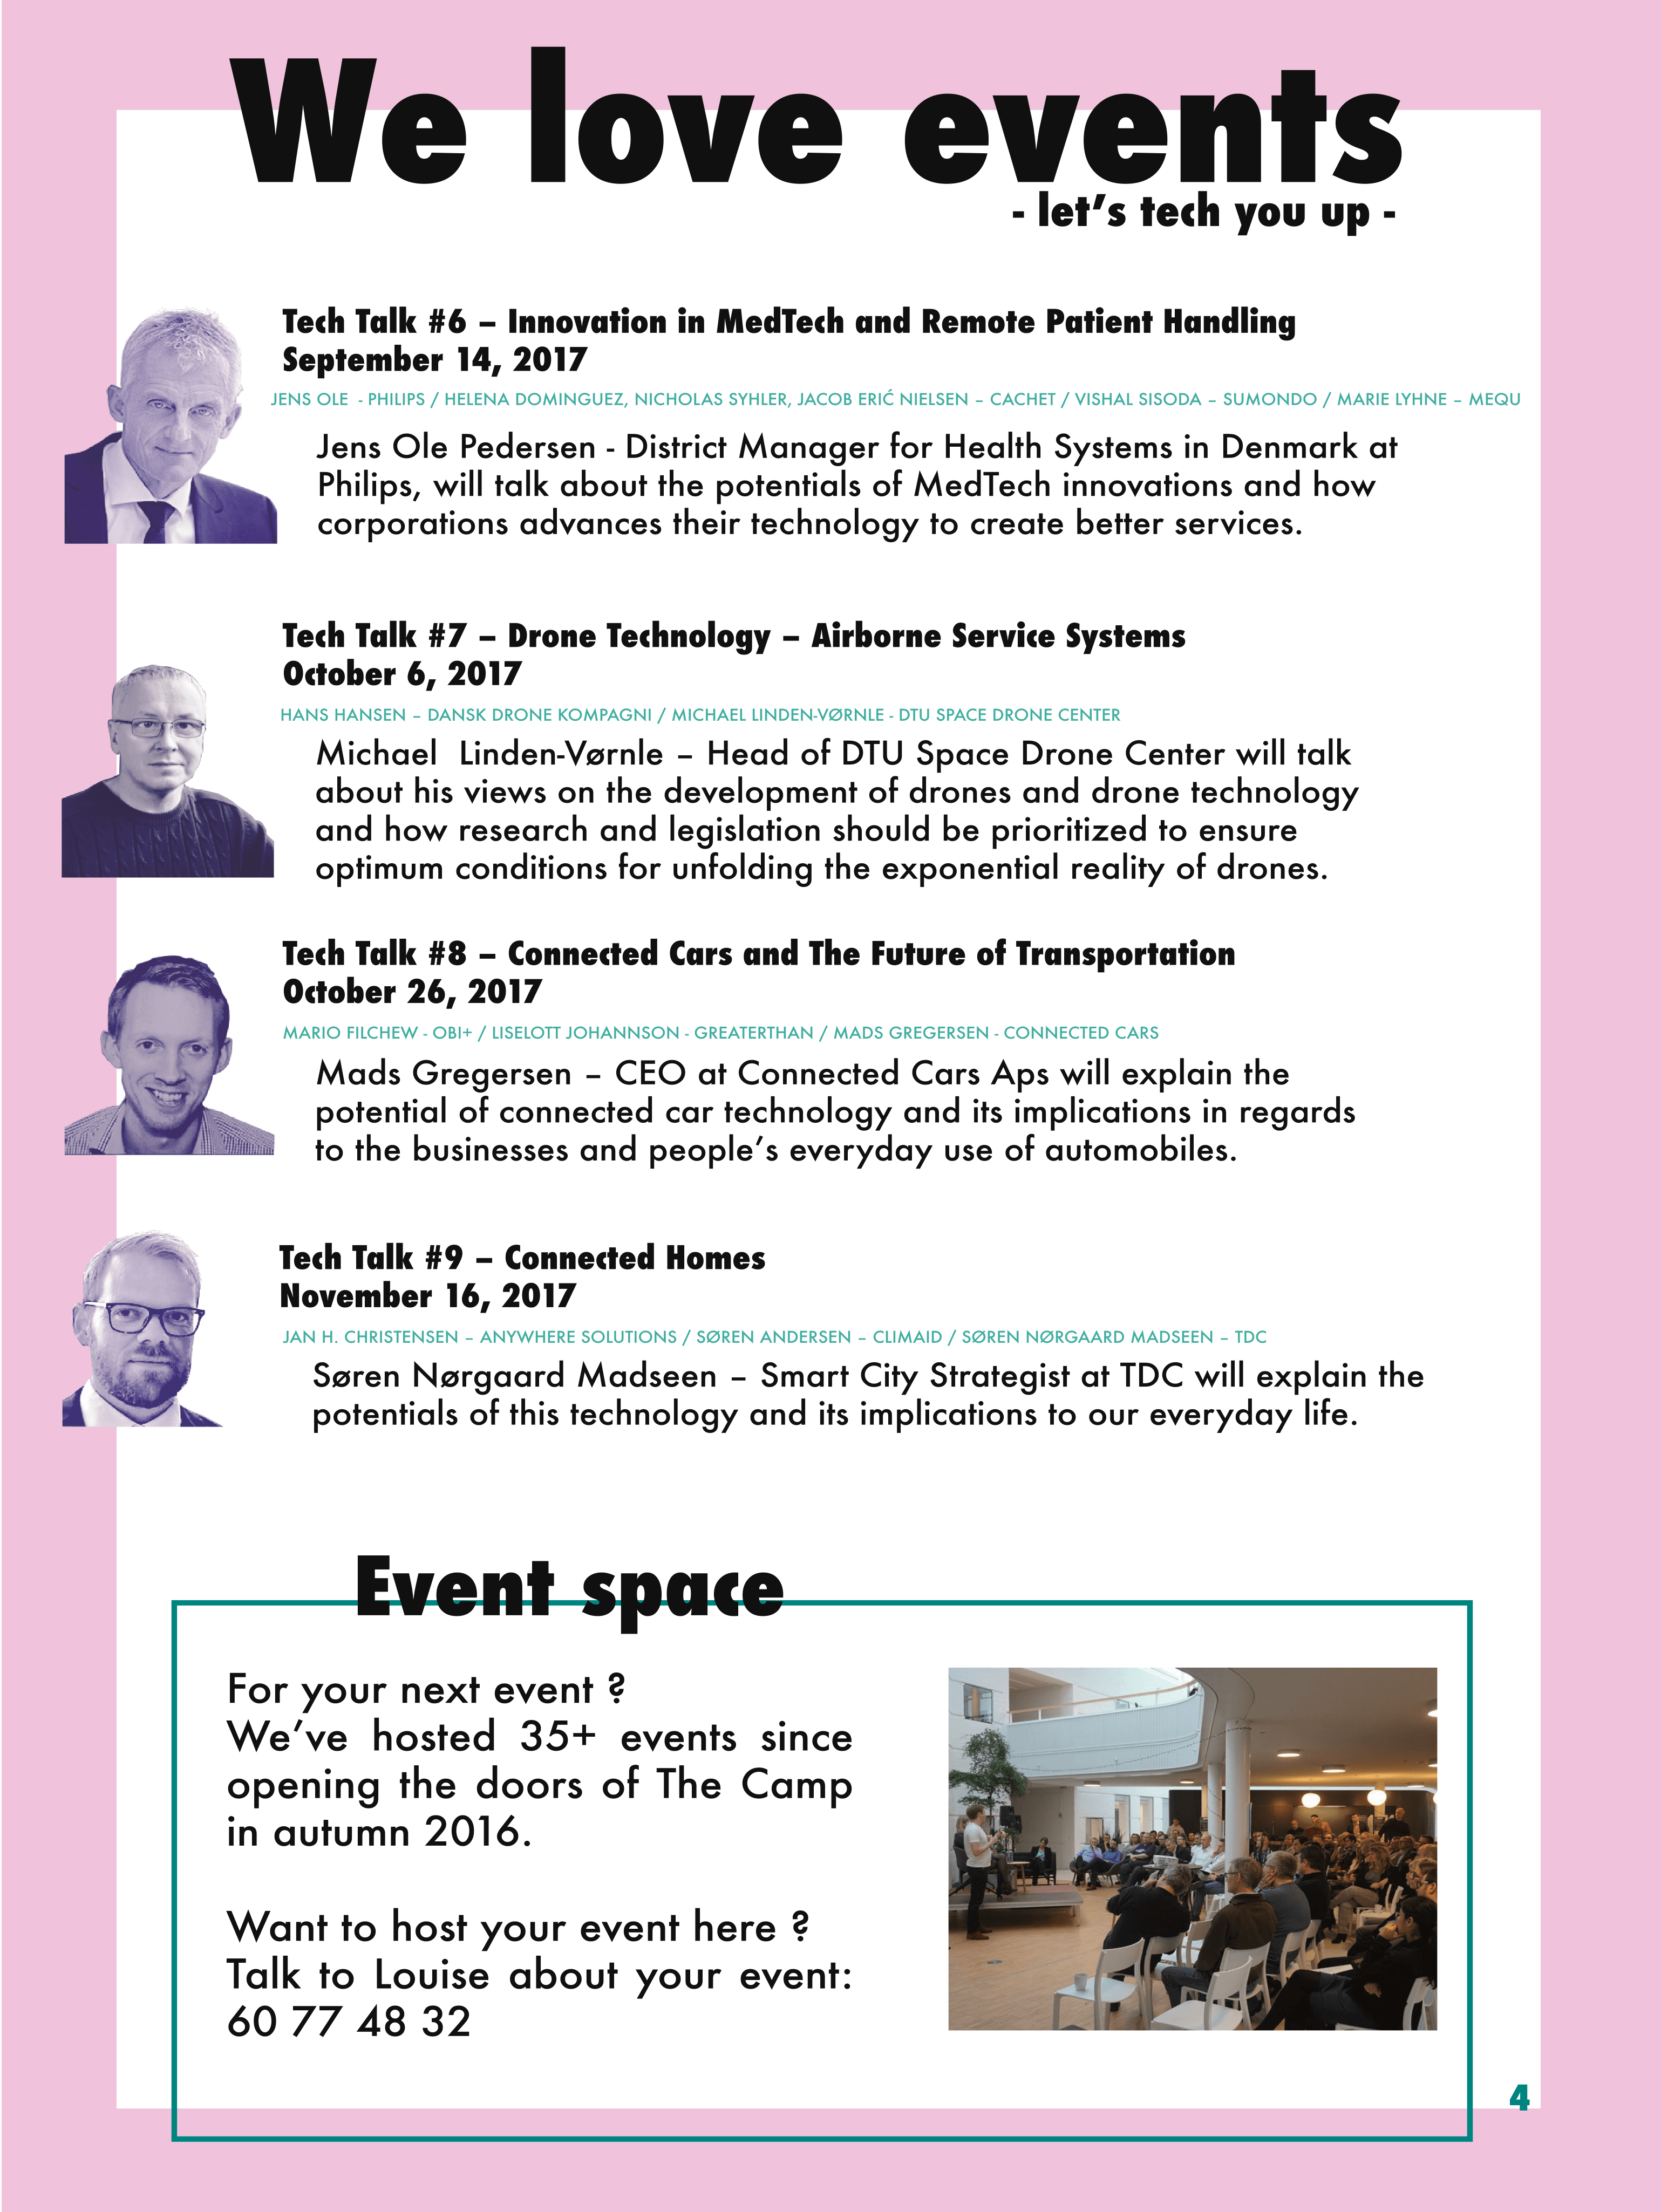 We love events
- let's tech you up -
Tech Talk #6 – Innovation in MedTech and Remote Patient Handling
September 14, 2017
JENS OLE - PHILIPS / HELENA DOMINGUEZ, NICHOLAS SYHLER, JACOB ERIĆ NIELSEN – CACHET / VISHAL SISODA – SUMONDO / MARIE LYHNE – MEQU
Jens Ole Pedersen - District Manager for Health Systems in Denmark at
Philips, will talk about the potentials of MedTech innovations and how
corporations advances their technology to create better services.
Tech Talk #7 – Drone Technology – Airborne Service Systems
October 6, 2017
HANS HANSEN – DANSK DRONE KOMPAGNI / MICHAEL LINDEN-VØRNLE - DTU SPACE DRONE CENTER
Michael Linden-Vørnle – Head of DTU Space Drone Center will talk
about his views on the development of drones and drone technology
and how research and legislation should be prioritized to ensure
optimum conditions for unfolding the exponential reality of drones.
Tech Talk #8 – Connected Cars and The Future of Transportation
October 26, 2017
MARIO FILCHEW - OBI+ / LISELOTT JOHANNSON - GREATERTHAN / MADS GREGERSEN - CONNECTED CARS
Mads Gregersen – CEO at Connected Cars Aps will explain the
potential of connected car technology and its implications in regards
to the businesses and people's everyday use of automobiles.
Tech Talk #9 – Connected Homes
November 16, 2017
JAN H. CHRISTENSEN – ANYWHERE SOLUTIONS / SØREN ANDERSEN – CLIMAID / SØREN NØRGAARD MADSEEN – TDC
Søren Nørgaard Madseen – Smart City Strategist at TDC will explain the
potentials of this technology and its implications to our everyday life.
Event space
For your next event ?
We've hosted 35+ events since
opening the doors of The Camp
in autumn 2016.
Want to host your event here ?
Talk to Louise about your event:
60 77 48 32
4